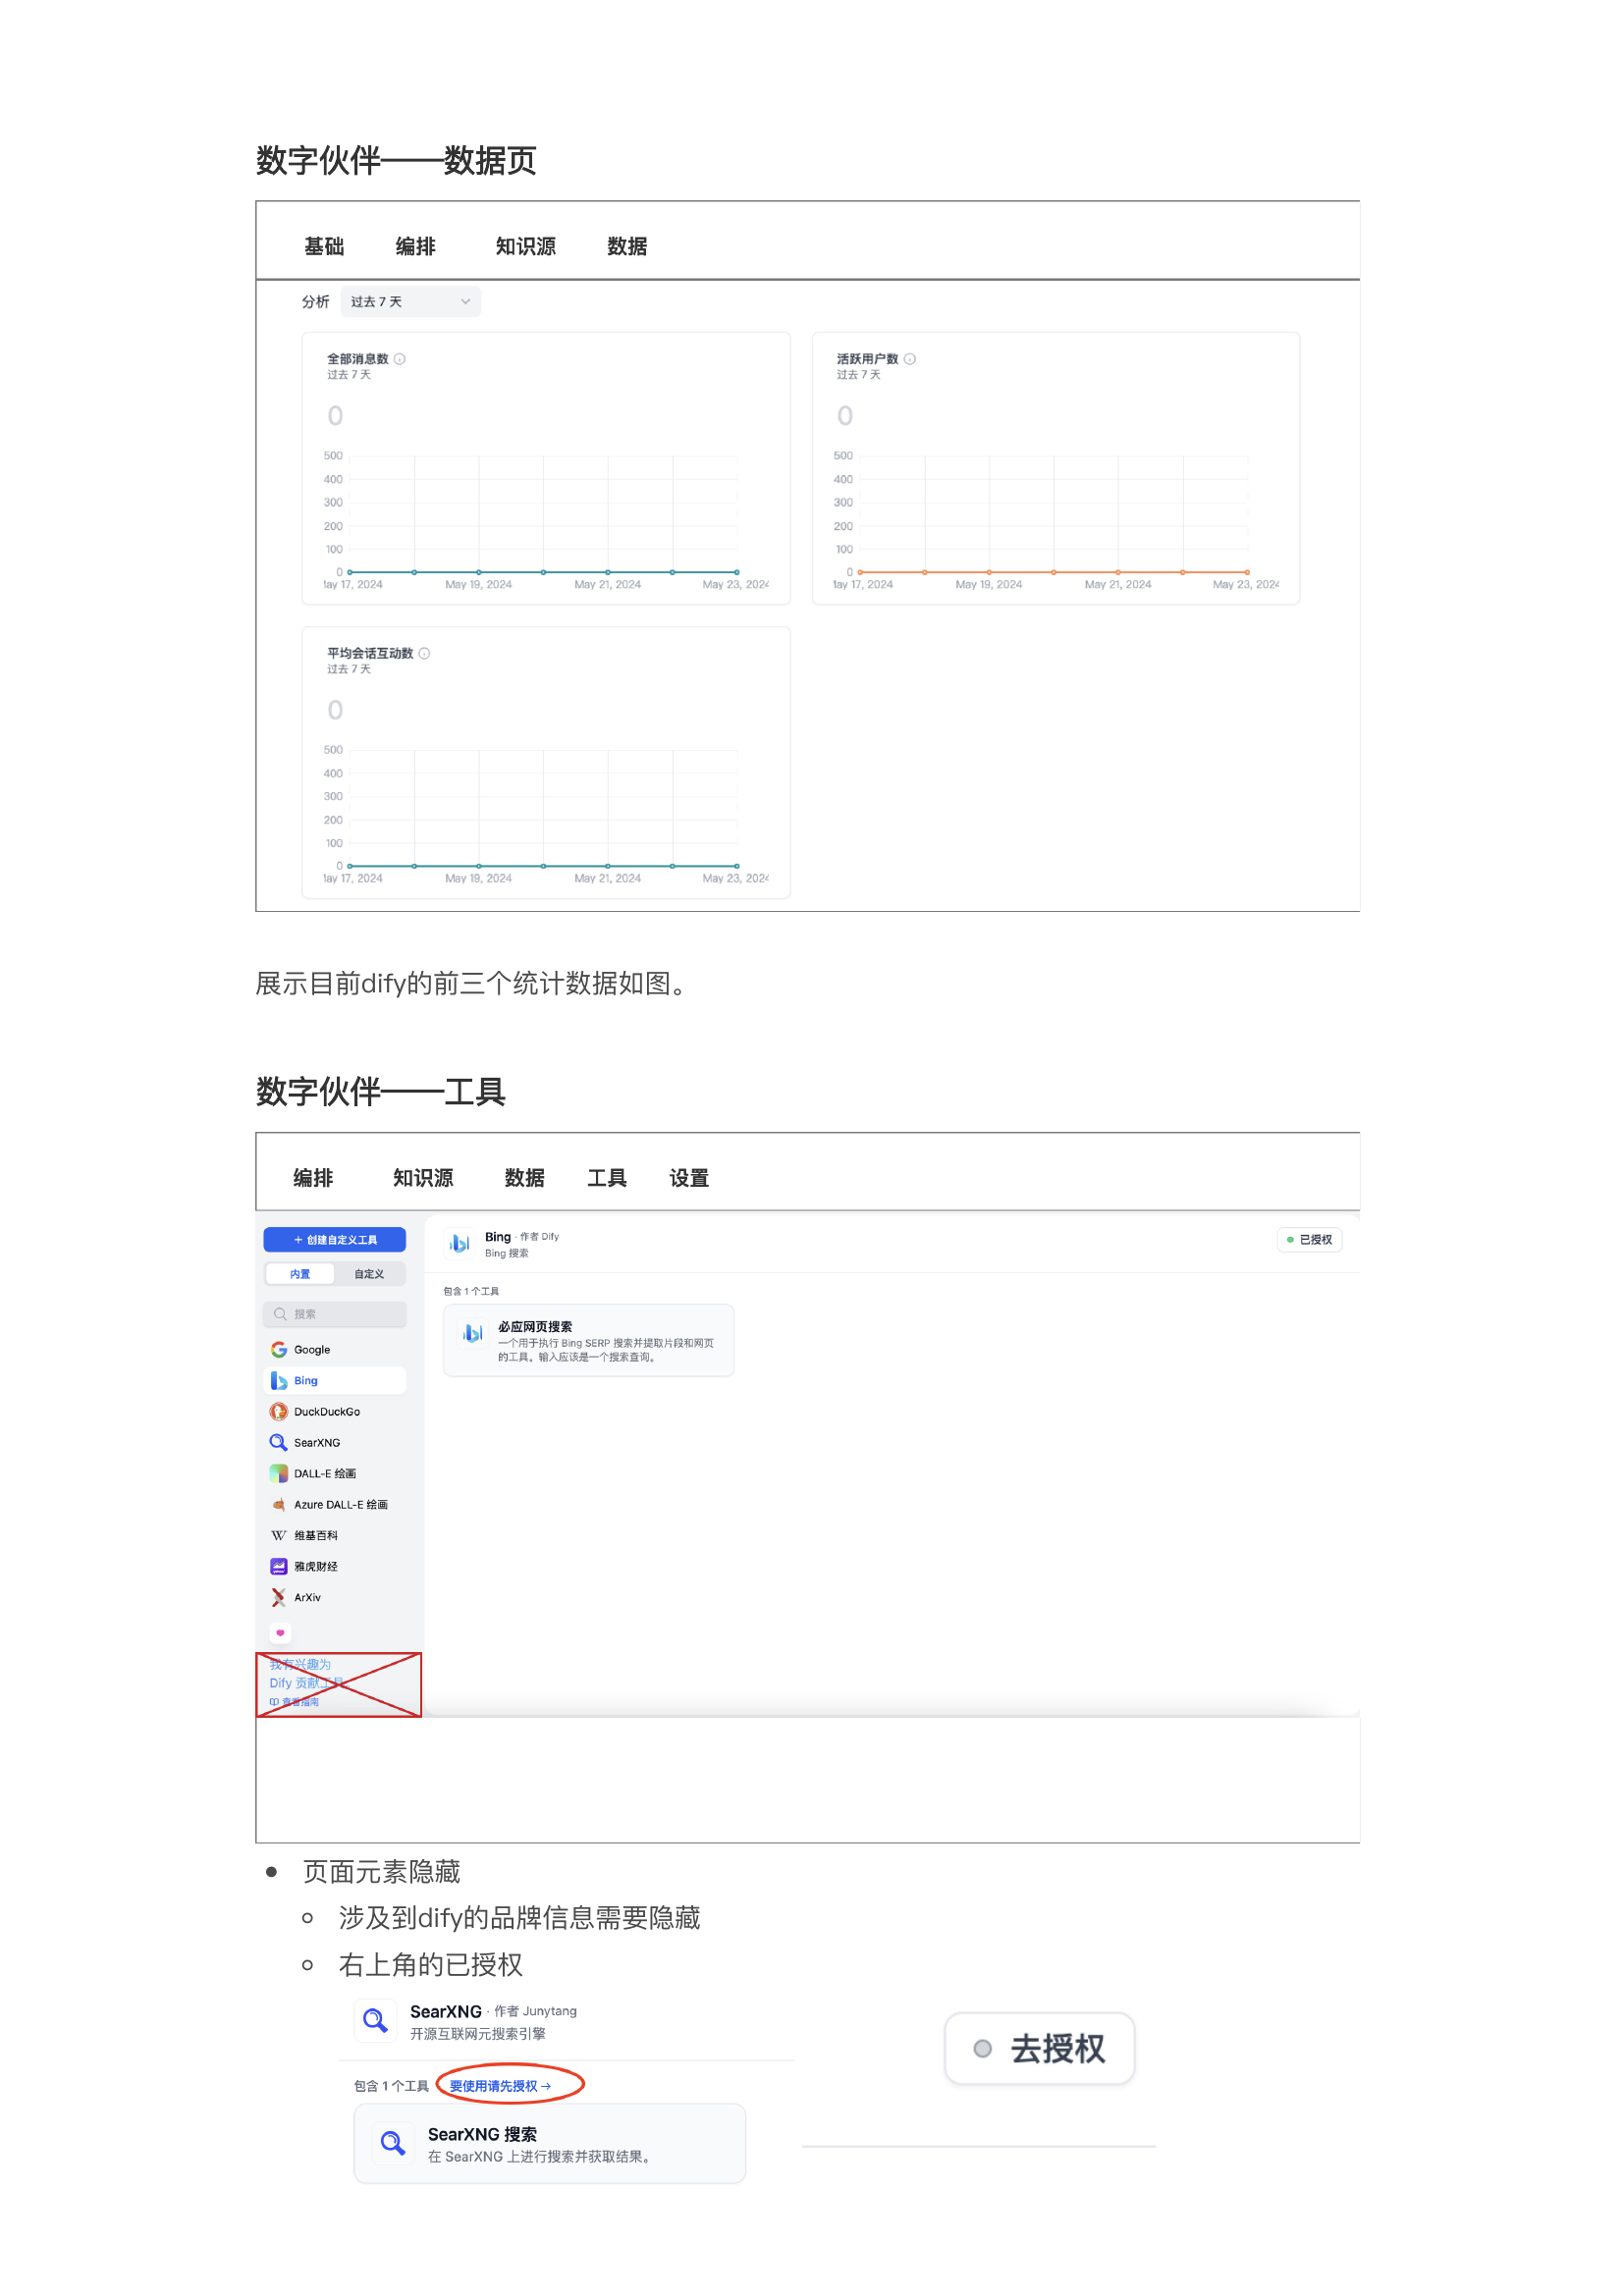 数字伙伴——数据页
基础 编排 知识源 数据
分析 过去 7 天
全部消息数
过去 7 天
0
500
400
300
200
100
0
lay 17, 2024 May 19, 2024 May 21, 2024 May 23, 202
活跃用户数
过去 7 天
0
500
400
300
200
100
0
lay 17, 2024 May 19, 2024 May 21, 2024 May 23, 202
平均会话互动数
过去 7 天
0
500
400
300
200
100
0
lay 17, 2024 May 19, 2024 May 21, 2024 May 23, 202
展示目前dify的前三个统计数据如图。
数字伙伴——工具
编排 知识源 数据 工具 设置
+ 创建自定义工具
内置 自定义
搜索
Google
Bing
DuckDuckGo
SearXNG
DALL-E 绘画
Azure DALL-E 绘画
维基百科
雅虎财经
ArXiv
我有兴趣为
Dify 贡献工具
查看指南
Bing · 作者 Dify
Bing 搜索
已授权
包含 1 个工具
必应网页搜索
一个用于执行 Bing SERP 搜索并提取片段和网页
的工具。输入应该是一个搜索查询。
● 页面元素隐藏
○ 涉及到dify的品牌信息需要隐藏
○ 右上角的已授权
SearXNG · 作者 Junytang
开源互联网元搜索引擎
包含 1 个工具 要使用请先授权 →
SearXNG 搜索
在 SearXNG 上进行搜索并获取结果。
去授权